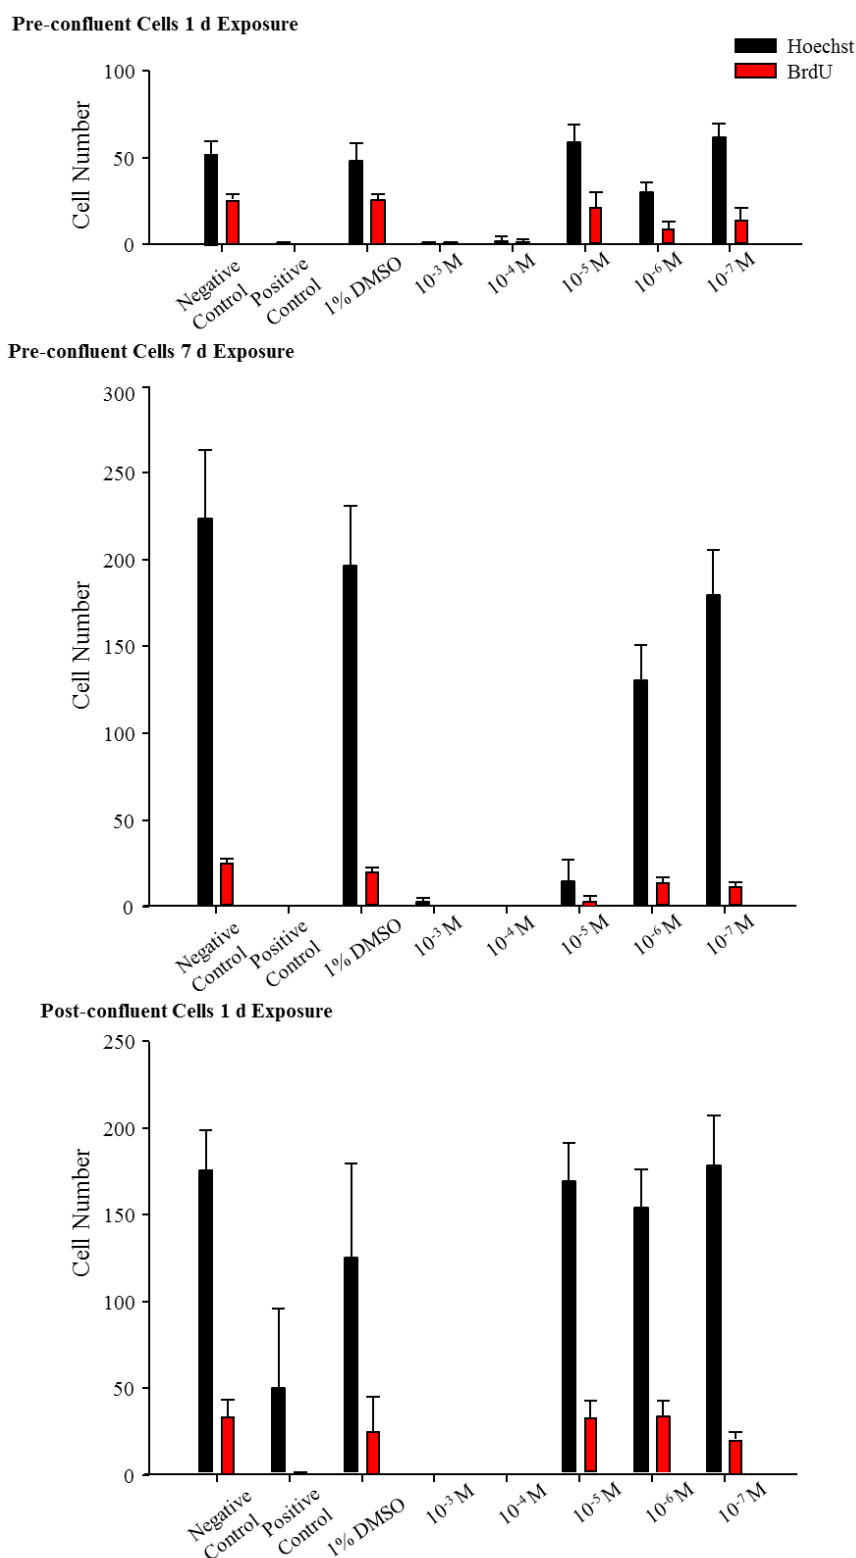 Pre-confluent Cells 1 d Exposure
Hoechst
BrdU
Cell Number
100
50
0
Negative
Control
Positive
Control
1% DMSO
10⁻³ M
10⁻⁴ M
10⁻⁵ M
10⁻⁶ M
10⁻⁷ M
Pre-confluent Cells 7 d Exposure
Cell Number
300
250
200
150
100
50
0
Negative
Control
Positive
Control
1% DMSO
10⁻³ M
10⁻⁴ M
10⁻⁵ M
10⁻⁶ M
10⁻⁷ M
Post-confluent Cells 1 d Exposure
Cell Number
250
200
150
100
50
0
Negative
Control
Positive
Control
1% DMSO
10⁻³ M
10⁻⁴ M
10⁻⁵ M
10⁻⁶ M
10⁻⁷ M